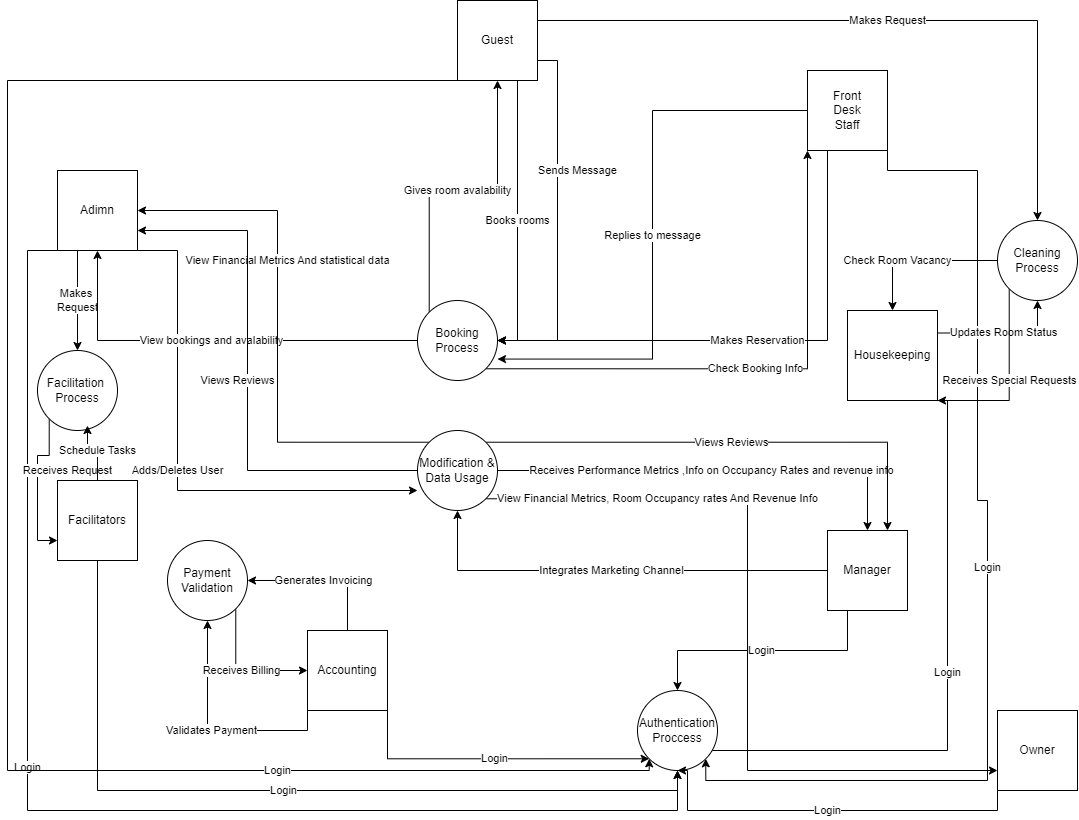 Makes Request
Guest
Front
Desk
Staff
Sends Message
Gives room avalability
Adimn
Books rooms
Replies to message
View Financial Metrics And statistical data
Check Room Vacancy
Cleaning
Process
Makes
Request
View bookings and avalability
Booking
Process
Makes Reservation
Updates Room Status
Housekeeping
Check Booking Info
Facilitation
Process
Views Reviews
Receives Special Requests
Schedule Tasks
Views Reviews
Receives Request
Adds/Deletes User
Modification &
Data Usage
Receives Performance Metrics ,Info on Occupancy Rates and revenue info
View Financial Metrics, Room Occupancy rates And Revenue Info
Facilitators
Payment
Validation
Generates Invoicing
Integrates Marketing Channel
Manager
Login
Receives Billing
Accounting
Login
Login
Validates Payment
Authentication
Proccess
Owner
Login
Login
Login
Login
Login